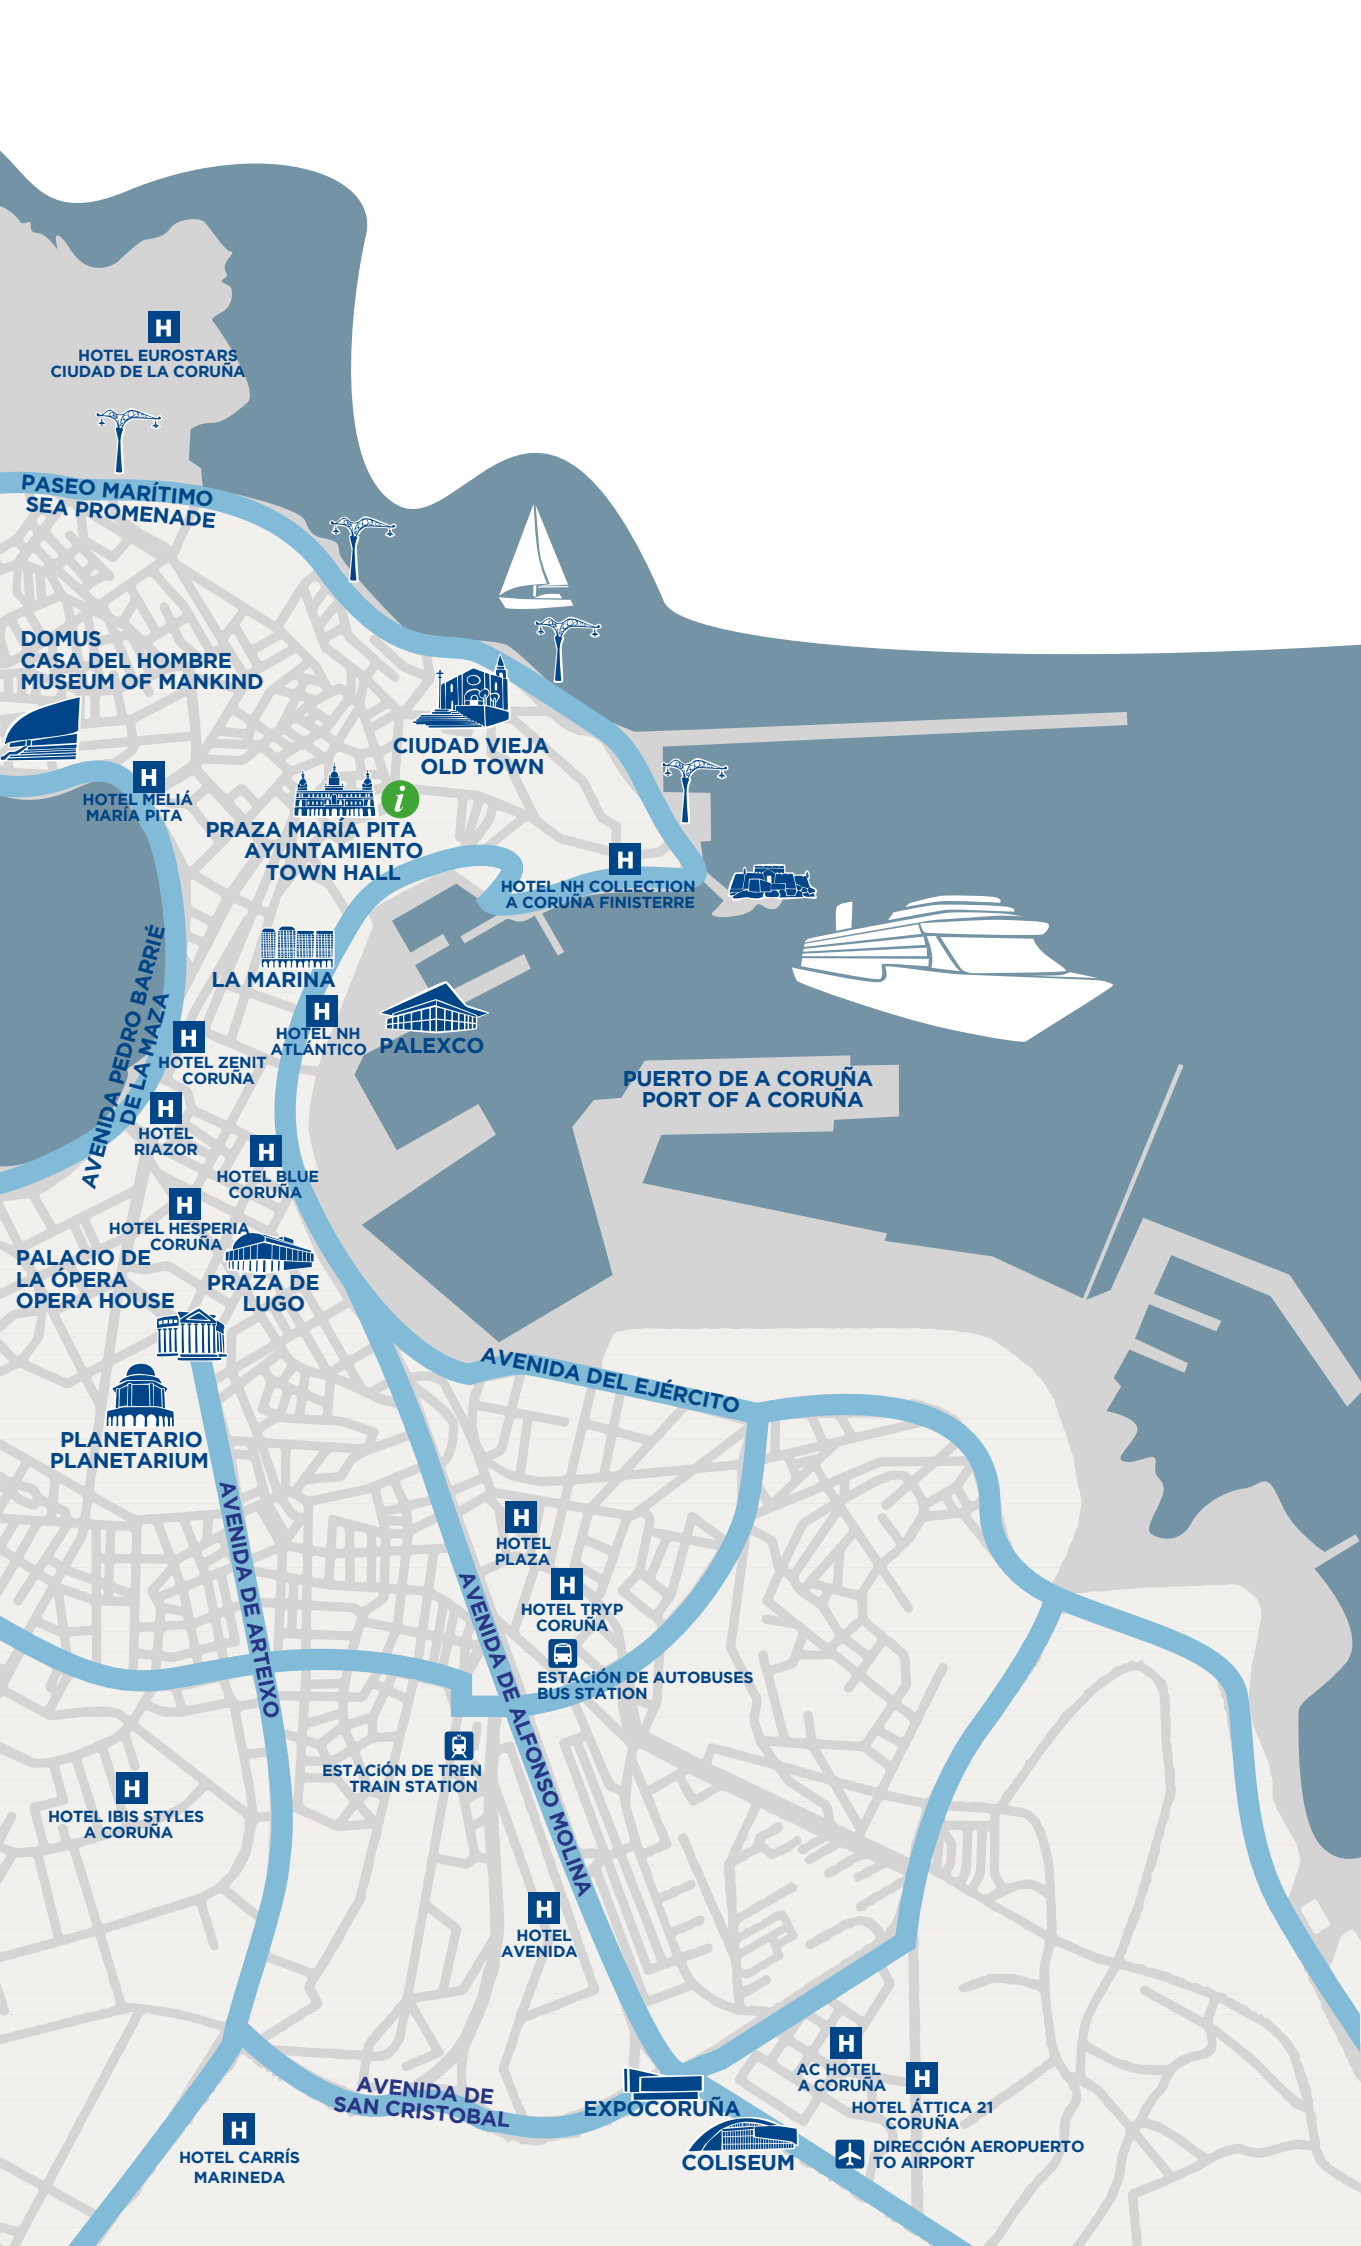 H
HOTEL EUROSTARS
CIUDAD DE LA CORUÑA
PASEO MARÍTIMO
SEA PROMENADE
DOMUS
CASA DEL HOMBRE
MUSEUM OF MANKIND
CIUDAD VIEJA
OLD TOWN
H
HOTEL MELIÁ
MARÍA PITA
i
PRAZA MARÍA PITA
AYUNTAMIENTO
TOWN HALL
H
HOTEL NH COLLECTION
A CORUÑA FINISTERRE
AVENIDA PEDRO BARRIÉ
DE LA MAZA
LA MARINA
H
HOTEL NH
ATLÁNTICO
PALEXCO
H
HOTEL ZENIT
CORUÑA
PUERTO DE A CORUÑA
PORT OF A CORUÑA
H
HOTEL
RIAZOR
H
HOTEL BLUE
CORUÑA
H
HOTEL HESPERIA
CORUÑA
PALACIO DE
LA ÓPERA
OPERA HOUSE
PRAZA DE
LUGO
AVENIDA DEL EJÉRCITO
PLANETARIO
PLANETARIUM
AVENIDA DE ARTEIXO
H
HOTEL
PLAZA
AVENIDA DE ALFONSO MOLINA
H
HOTEL TRYP
CORUÑA
ESTACiÓN DE AUTOBUSES
BUS STATION
ESTACiÓN DE TREN
TRAIN STATION
H
HOTEL IBIS STYLES
A CORUÑA
H
HOTEL
AVENIDA
H
AC HOTEL
A CORUÑA
H
HOTEL ÁTTICA 21
CORUÑA
AVENIDA DE
SAN CRISTOBAL
EXPOCORUÑA
H
HOTEL CARRÍS
MARINEDA
COLISEUM
DIRECCIÓN AEROPUERTO
TO AIRPORT